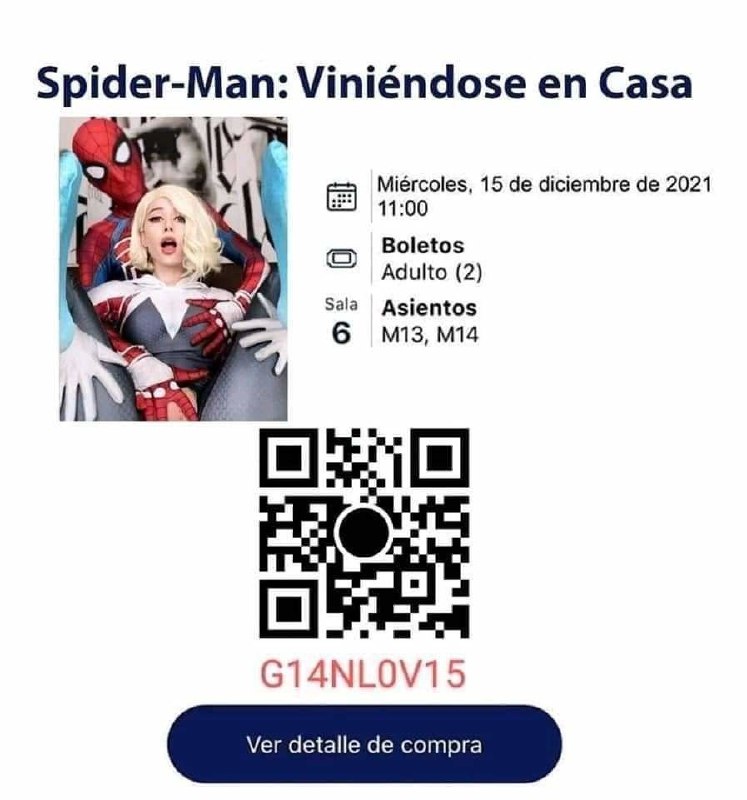 Spider-Man: Viniéndose en Casa
Miércoles, 15 de diciembre de 2021
11:00
Boletos
Adulto (2)
Sala
6
Asientos
M13, M14
G14NL0V15
Ver detalle de compra